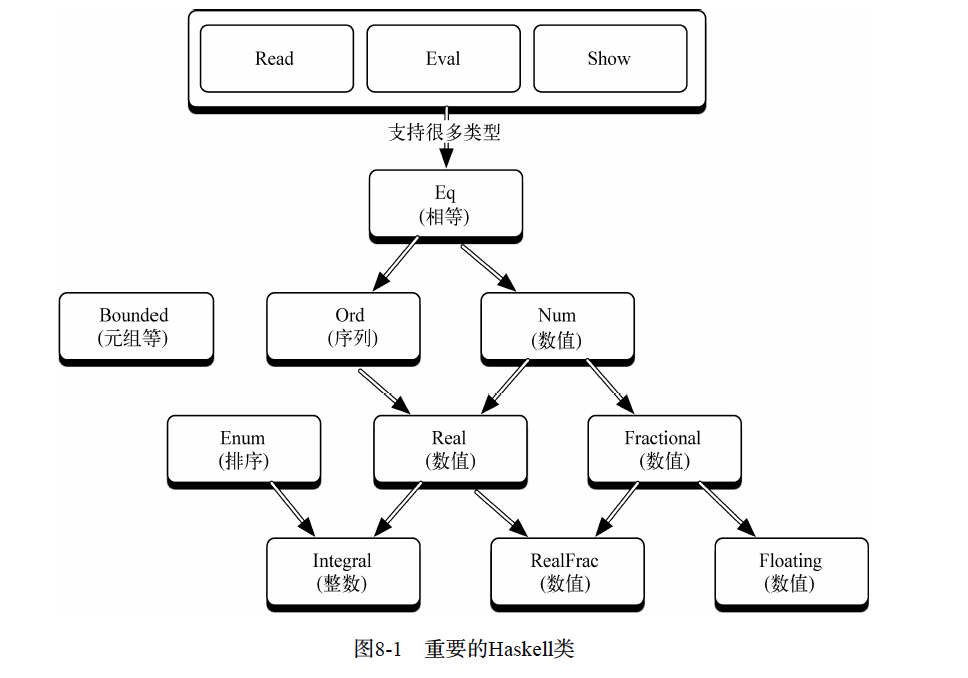 Read
Eval
Show
支持很多类型
Eq
(相等)
Bounded
(元组等)
Ord
(序列)
Num
(数值)
Enum
(排序)
Real
(数值)
Fractional
(数值)
Integral
(整数)
RealFrac
(数值)
Floating
(数值)
图8-1 重要的Haskell类